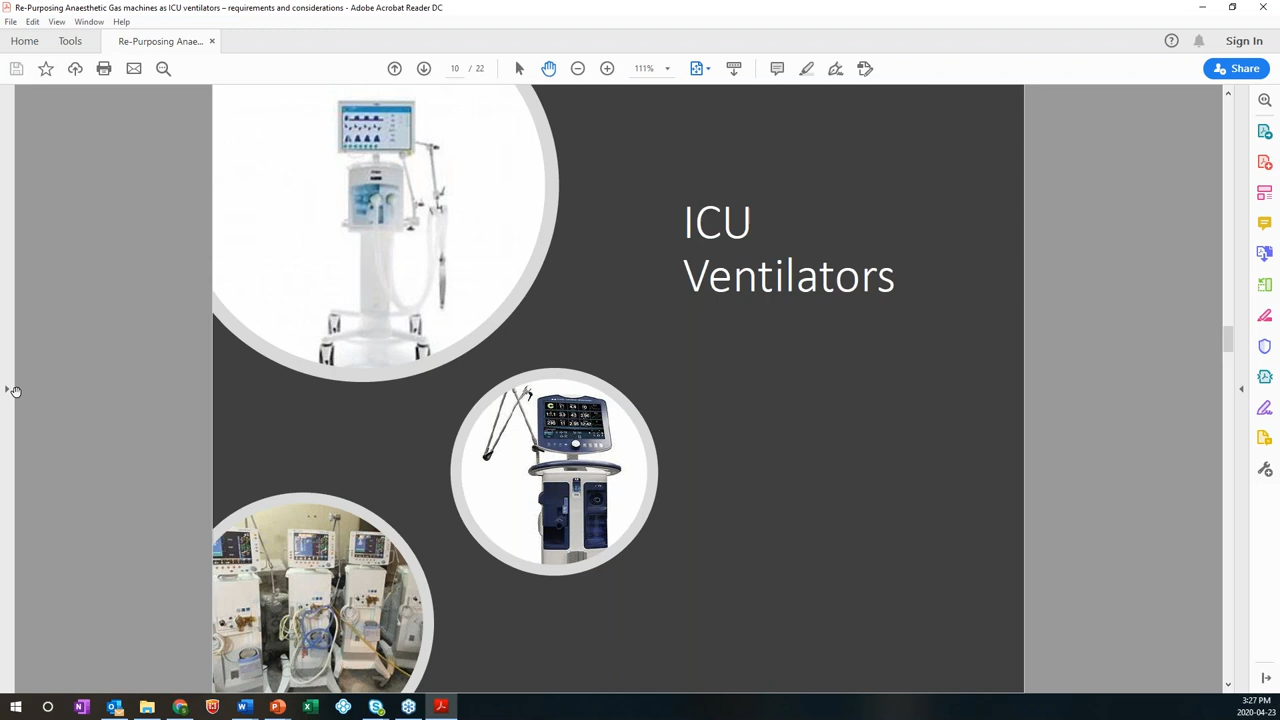 Re-Purposing Anaesthetic Gas machines as ICU ventilators – requirements and considerations - Adobe Acrobat Reader DC
File Edit View Window Help
Home Tools Re-Purposing Anae... × Sign In
10 / 22 111% Share
ICU
Ventilators
3:27 PM
2020-04-23